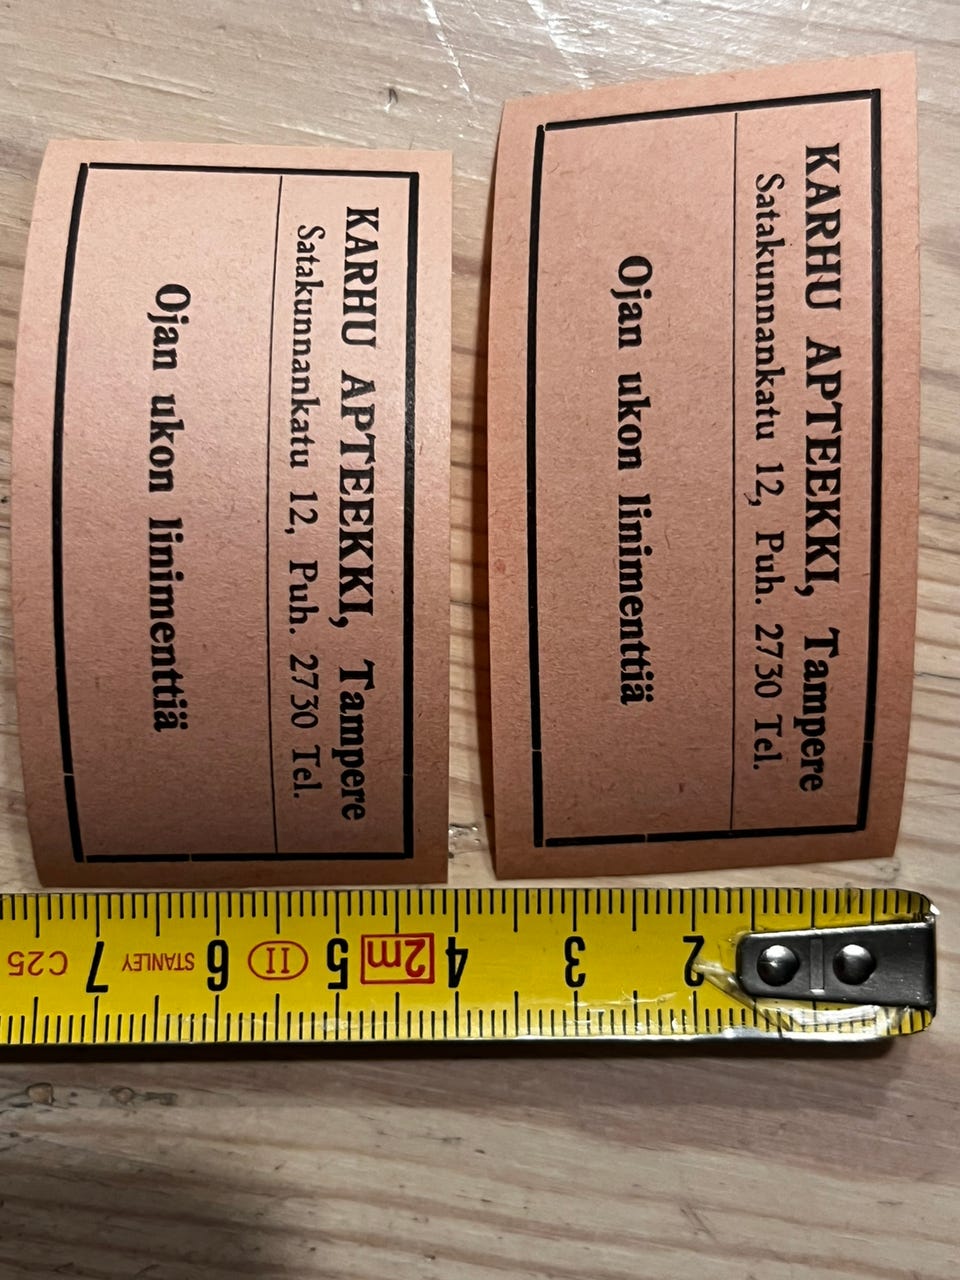 KARHU APTEEKKI, Tampere
Satakunnankatu 12, Puh. 2730 Tel.
Ojan ukon linimenttiä
KARHU APTEEKKI, Tampere
Satakunnankatu 12, Puh. 2730 Tel.
Ojan ukon linimenttiä
2 3 4 2m 5 II 6 STANLEY 7 C25